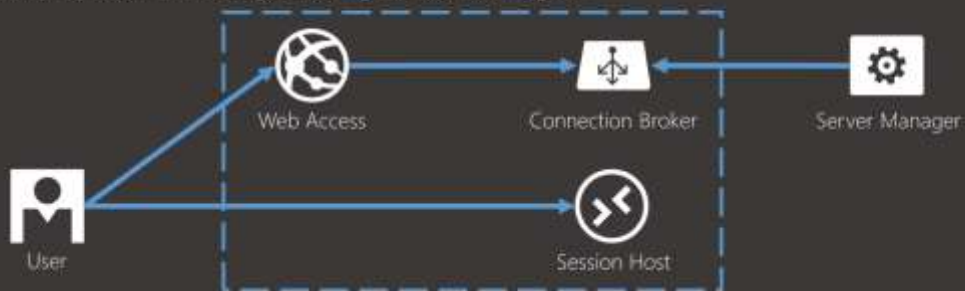 Web Access
Connection Broker
Server Manager
User
Session Host